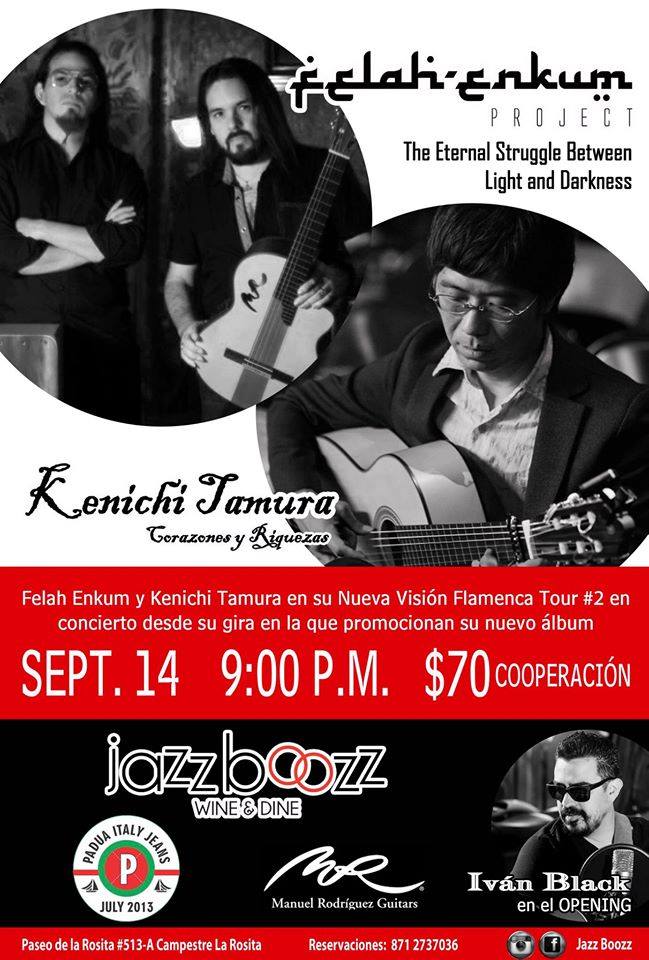 Felah-Enkum
PROJECT
The Eternal Struggle Between
Light and Darkness
MR
Kenichi Tamura
Corazones y Riquezas
Felah Enkum y Kenichi Tamura en su Nueva Visión Flamenca Tour #2 en
concierto desde su gira en la que promocionan su nuevo álbum
SEPT. 14 9:00 P.M. $70 COOPERACIÓN
jazzboozz
WINE & DINE
PADUA ITALY JEANS
P
JULY 2013
MR®
Manuel Rodríguez Guitars
Iván Black
en el OPENING
Paseo de la Rosita #513-A Campestre La Rosita Reservaciones: 871 2737036 f Jazz Boozz